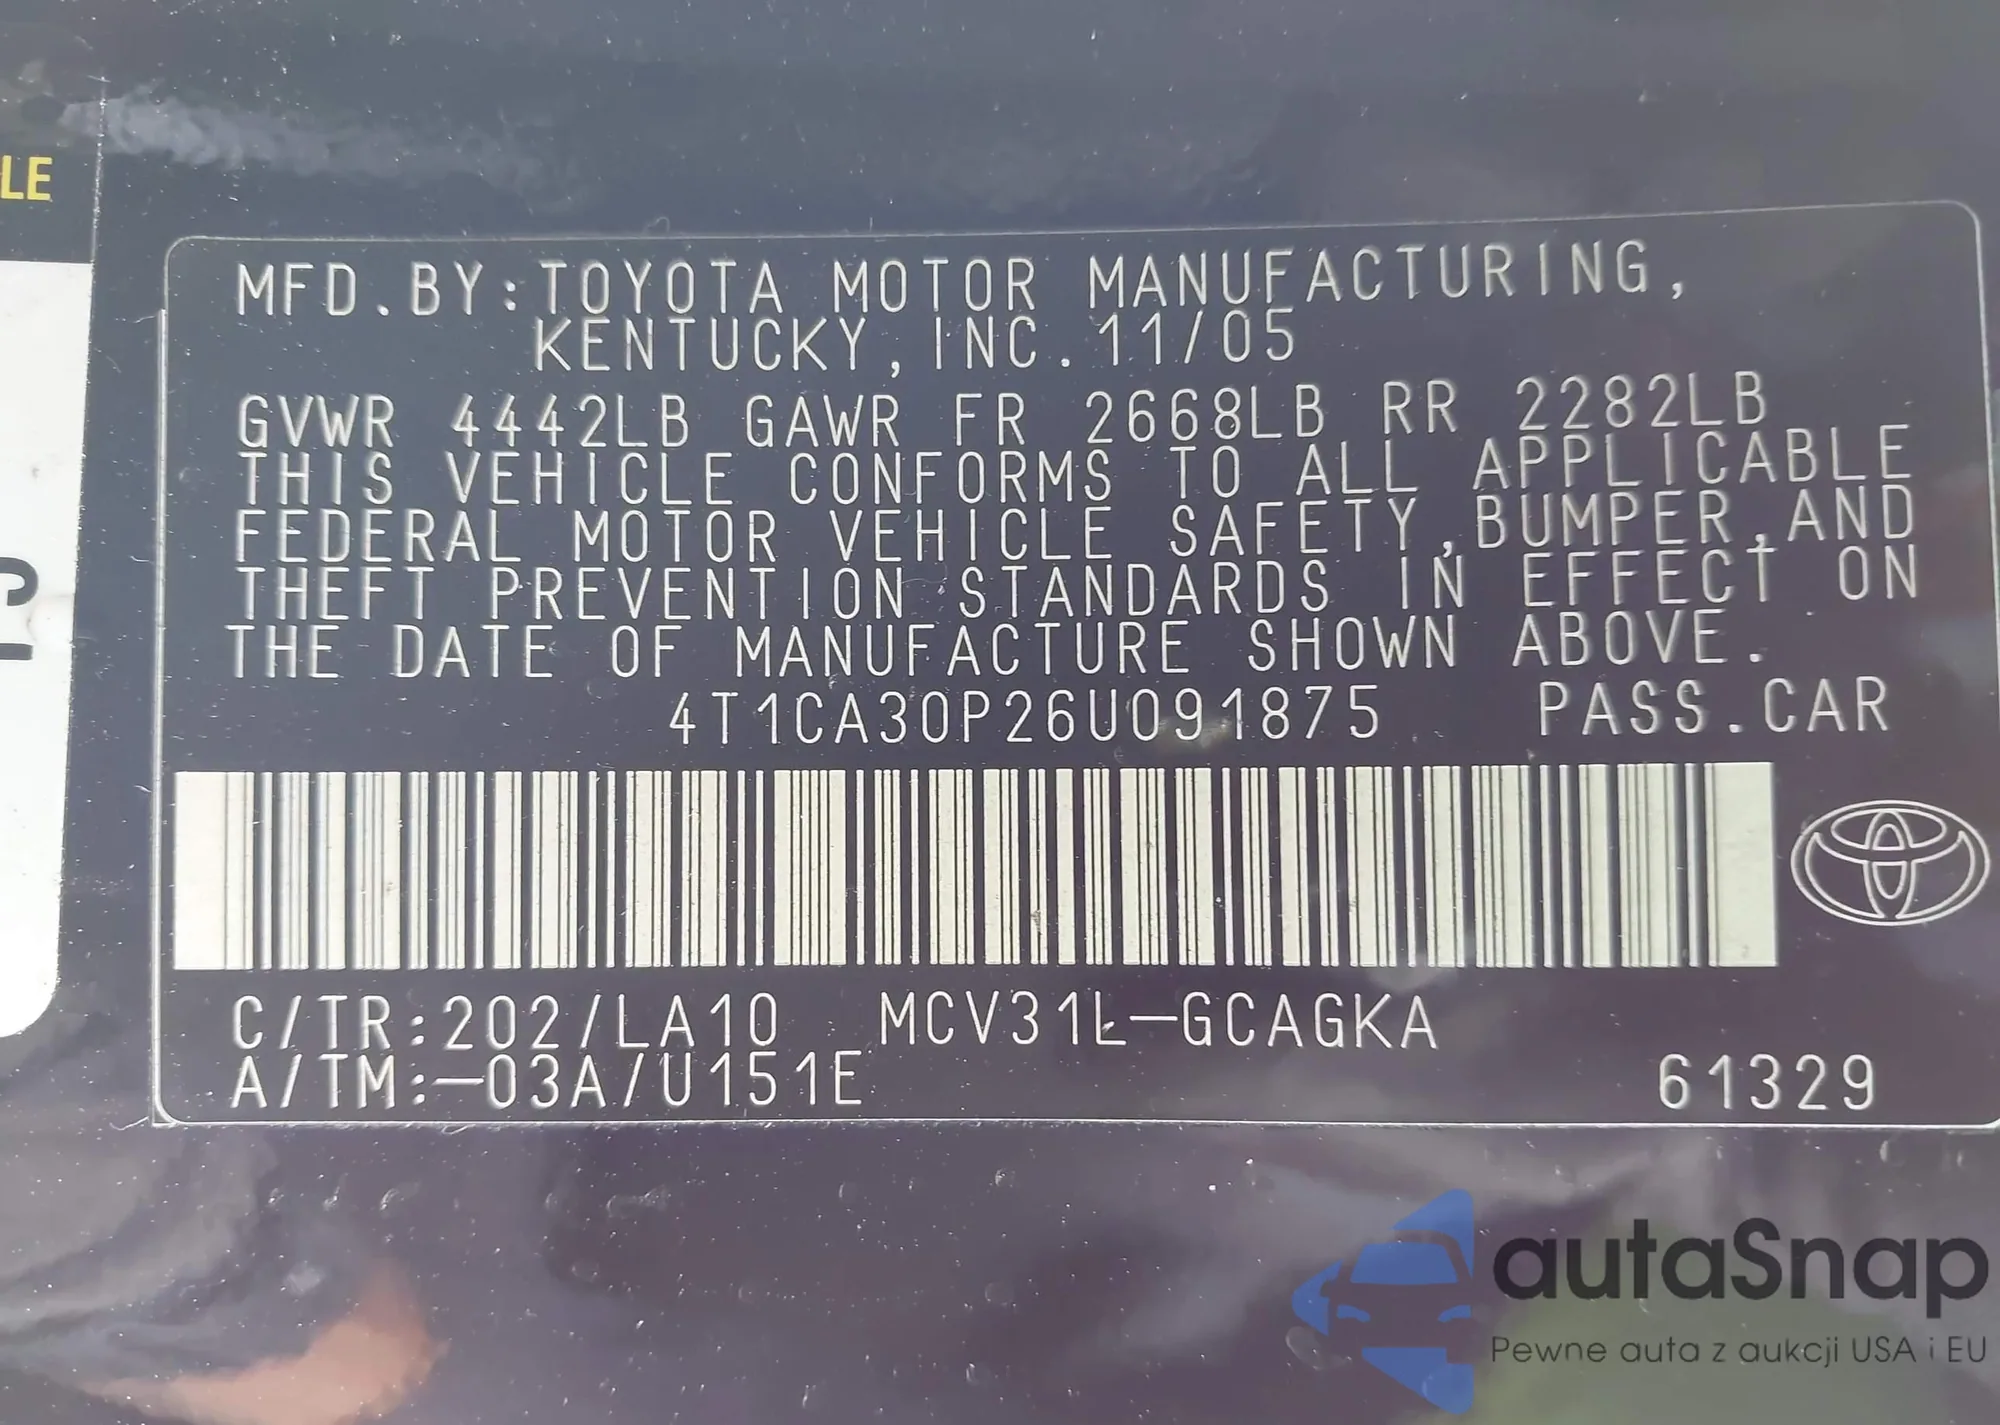 LE
MFD.BY:TOYOTA MOTOR MANUFACTURING,
KENTUCKY,INC.11/05
GVWR 4442LB GAWR FR 2668LB RR 2282LB
THIS VEHICLE CONFORMS TO ALL APPLICABLE
FEDERAL MOTOR VEHICLE SAFETY,BUMPER,AND
THEFT PREVENTION STANDARDS IN EFFECT ON
THE DATE OF MANUFACTURE SHOWN ABOVE.
4T1CA30P26U091875 PASS.CAR
C/TR:202/LA10 MCV31L-GCAGKA
A/TM:-03A/U151E
61329
autaSnap
Pewne auta z aukcji USA i EU